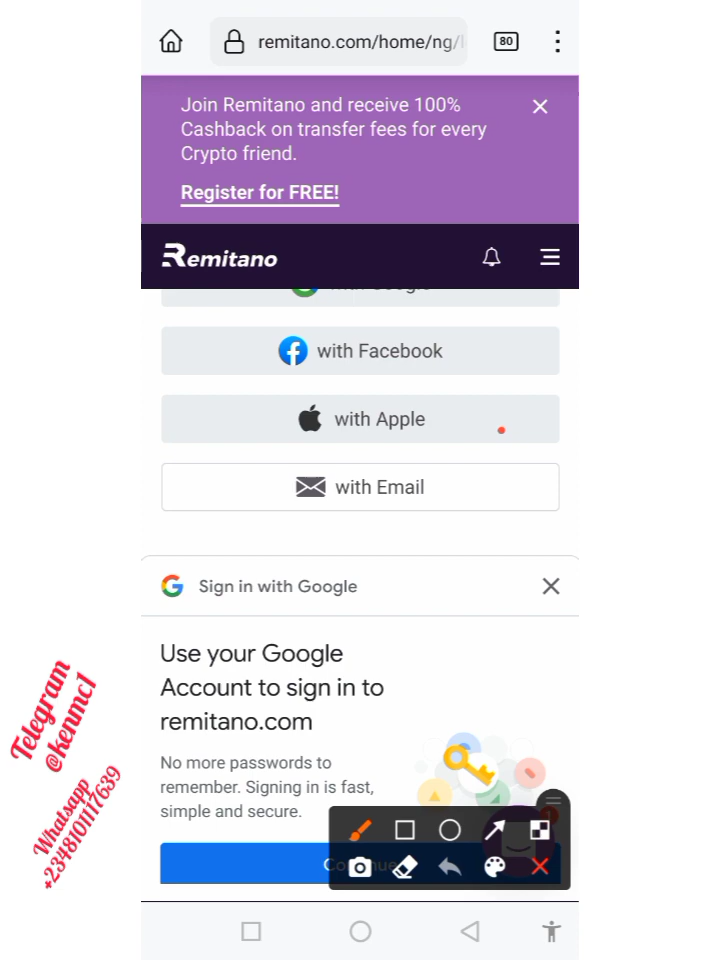 80
remitano.com/home/ng/l
Join Remitano and receive 100%
Cashback on transfer fees for every
Crypto friend.
Register for FREE!
Remitano
with Google
with Facebook
with Apple
with Email
Sign in with Google
Use your Google
Account to sign in to
remitano.com
No more passwords to
remember. Signing in is fast,
simple and secure.
Continue
Telegram
@kenmc1
Whatsapp
+2348101117639